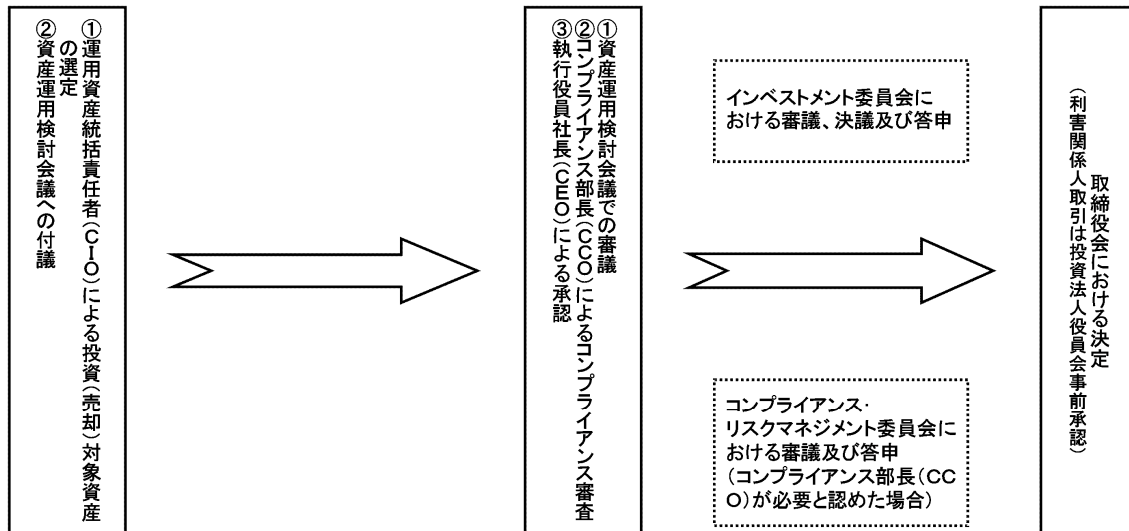 ①運用資産統括責任者(CIO)による投資(売却)対象資産
の選定
②資産運用検討会議への付議
①資産運用検討会議での審議
②コンプライアンス部長(CCO)によるコンプライアンス審査
③執行役員社長(CEO)による承認
インベストメント委員会に
おける審議、決議及び答申
コンプライアンス・
リスクマネジメント委員会に
おける審議及び答申
(コンプライアンス部長(CC
O)が必要と認めた場合)
取締役会における決定
(利害関係人取引は投資法人役員会事前承認)